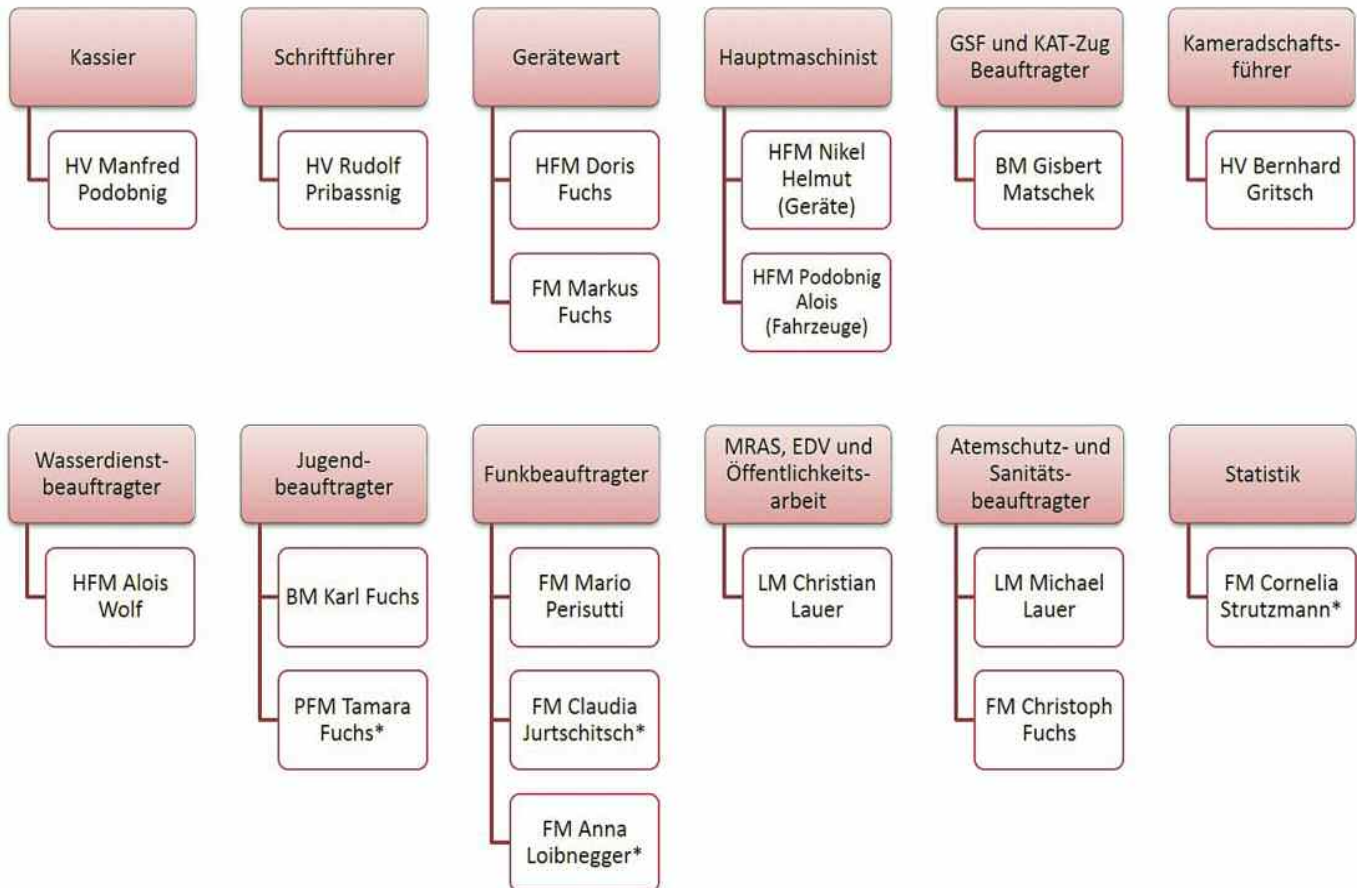 Kassier
HV Manfred
Podobnig
Schriftführer
HV Rudolf
Pribassnig
Gerätewart
HFM Doris
Fuchs
FM Markus
Fuchs
Hauptmaschinist
HFM Nikel
Helmut
(Geräte)
HFM Podobnig
Alois
(Fahrzeuge)
GSF und KAT-Zug
Beauftragter
BM Gisbert
Matschek
Kameradschafts-
führer
HV Bernhard
Gritsch
Wasserdienst-
beauftragter
HFM Alois
Wolf
Jugend-
beauftragter
BM Karl Fuchs
PFM Tamara
Fuchs*
Funkbeauftragter
FM Mario
Perisutti
FM Claudia
Jurtschitsch*
FM Anna
Loibnegger*
MRAS, EDV und
Öffentlichkeits-
arbeit
LM Christian
Lauer
Atemschutz- und
Sanitäts-
beauftragter
LM Michael
Lauer
FM Christoph
Fuchs
Statistik
FM Cornelia
Strutzmann*